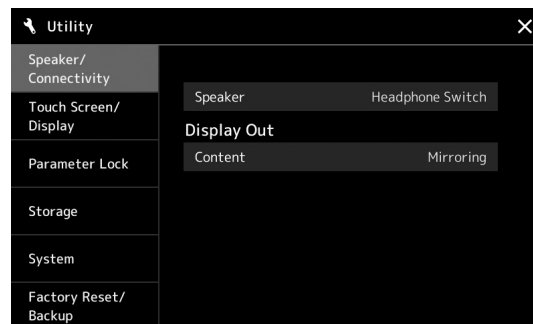 Utility
Speaker/
Connectivity
Touch Screen/
Display
Parameter Lock
Storage
System
Factory Reset/
Backup
Speaker Headphone Switch
Display Out
Content Mirroring